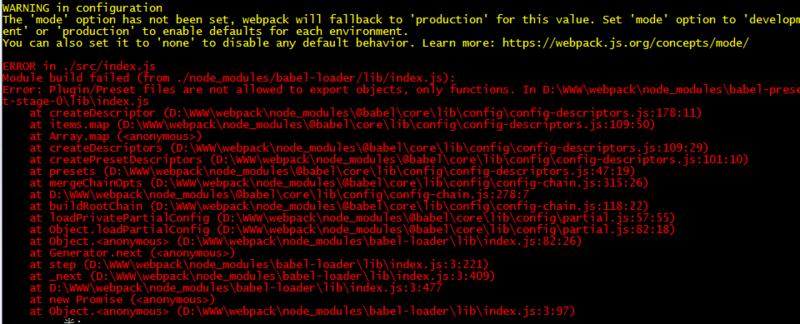 WARNING in configuration
The 'mode' option has not been set, webpack will fallback to 'production' for this value. Set 'mode' option to 'developm
ent' or 'production' to enable defaults for each environment.
You can also set it to 'none' to disable any default behavior. Learn more: https://webpack.js.org/concepts/mode/
ERROR in ./src/index.js
Module build failed (from ./node_modules/babel-loader/lib/index.js):
Error: Plugin/Preset files are not allowed to export objects, only functions. In D:\WWW\webpack\node_modules\babel-prese
t-stage-0\lib\index.js
at createDescriptor (D:\WWW\webpack\node_modules\@babel\core\lib\config\config-descriptors.js:178:11)
at items.map (D:\WWW\webpack\node_modules\@babel\core\lib\config\config-descriptors.js:109:50)
at Array.map (<anonymous>)
at createDescriptors (D:\WWW\webpack\node_modules\@babel\core\lib\config\config-descriptors.js:109:29)
at createPresetDescriptors (D:\WWW\webpack\node_modules\@babel\core\lib\config\config-descriptors.js:101:10)
at presets (D:\WWW\webpack\node_modules\@babel\core\lib\config\config-descriptors.js:47:19)
at mergeChainOpts (D:\WWW\webpack\node_modules\@babel\core\lib\config\config-chain.js:315:26)
at D:\WWW\webpack\node_modules\@babel\core\lib\config\config-chain.js:278:7
at buildRootChain (D:\WWW\webpack\node_modules\@babel\core\lib\config\config-chain.js:118:22)
at loadPrivatePartialConfig (D:\WWW\webpack\node_modules\@babel\core\lib\config\partial.js:57:55)
at Object.loadPartialConfig (D:\WWW\webpack\node_modules\@babel\core\lib\config\partial.js:82:18)
at Object.<anonymous> (D:\WWW\webpack\node_modules\babel-loader\lib\index.js:82:26)
at Generator.next (<anonymous>)
at step (D:\WWW\webpack\node_modules\babel-loader\lib\index.js:3:221)
at _next (D:\WWW\webpack\node_modules\babel-loader\lib\index.js:3:409)
at D:\WWW\webpack\node_modules\babel-loader\lib\index.js:3:477
at new Promise (<anonymous>)
at Object.<anonymous> (D:\WWW\webpack\node_modules\babel-loader\lib\index.js:3:97)